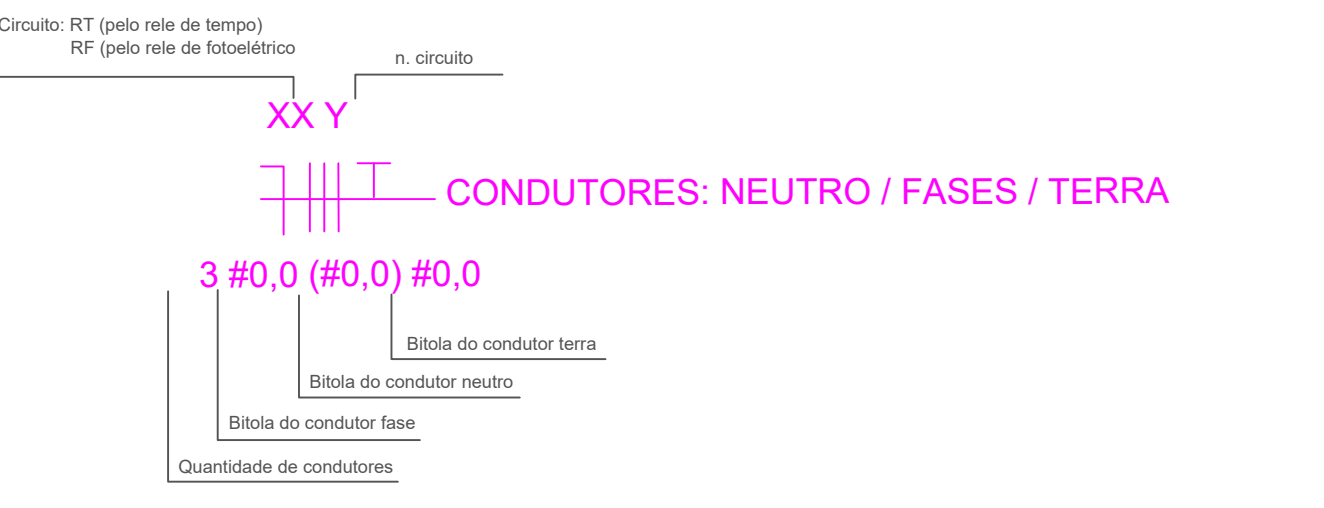 Circuito: RT (pelo rele de tempo)
RF (pelo rele de fotoelétrico
n. circuito
XX Y
CONDUTORES: NEUTRO / FASES / TERRA
3 #0,0 (#0,0) #0,0
Bitola do condutor terra
Bitola do condutor neutro
Bitola do condutor fase
Quantidade de condutores